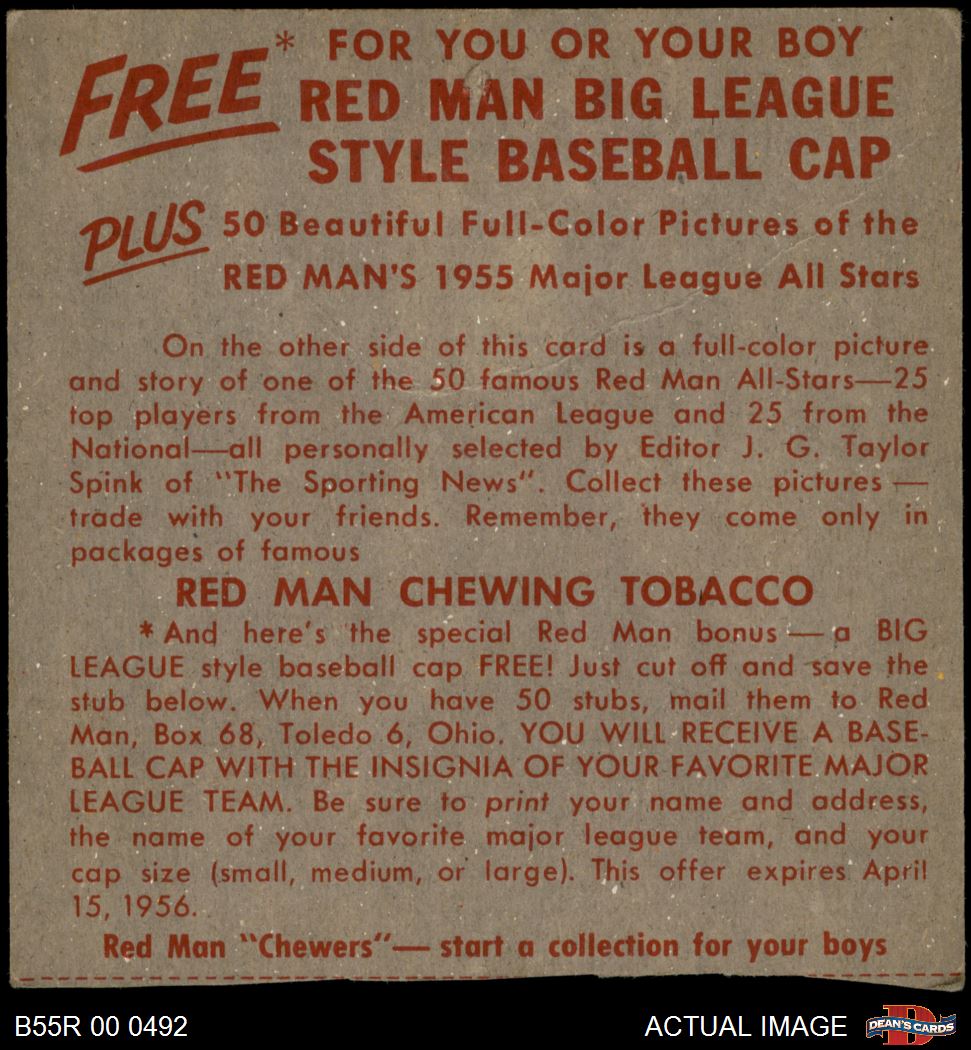 FREE* FOR YOU OR YOUR BOY
RED MAN BIG LEAGUE
STYLE BASEBALL CAP
PLUS 50 Beautiful Full-Color Pictures of the
RED MAN'S 1955 Major League All Stars
On the other side of this card is a full-color picture
and story of one of the 50 famous Red Man All-Stars—25
top players from the American League and 25 from the
National—all personally selected by Editor J. G. Taylor
Spink of "The Sporting News". Collect these pictures —
trade with your friends. Remember, they come only in
packages of famous
RED MAN CHEWING TOBACCO
* And here's the special Red Man bonus — a BIG
LEAGUE style baseball cap FREE! Just cut off and save the
stub below. When you have 50 stubs, mail them to Red
Man, Box 68, Toledo 6, Ohio. YOU WILL RECEIVE A BASE-
BALL CAP WITH THE INSIGNIA OF YOUR FAVORITE MAJOR
LEAGUE TEAM. Be sure to print your name and address,
the name of your favorite major league team, and your
cap size (small, medium, or large). This offer expires April
15, 1956.
Red Man "Chewers"— start a collection for your boys
B55R 00 0492
ACTUAL IMAGE
DEAN'S CARDS